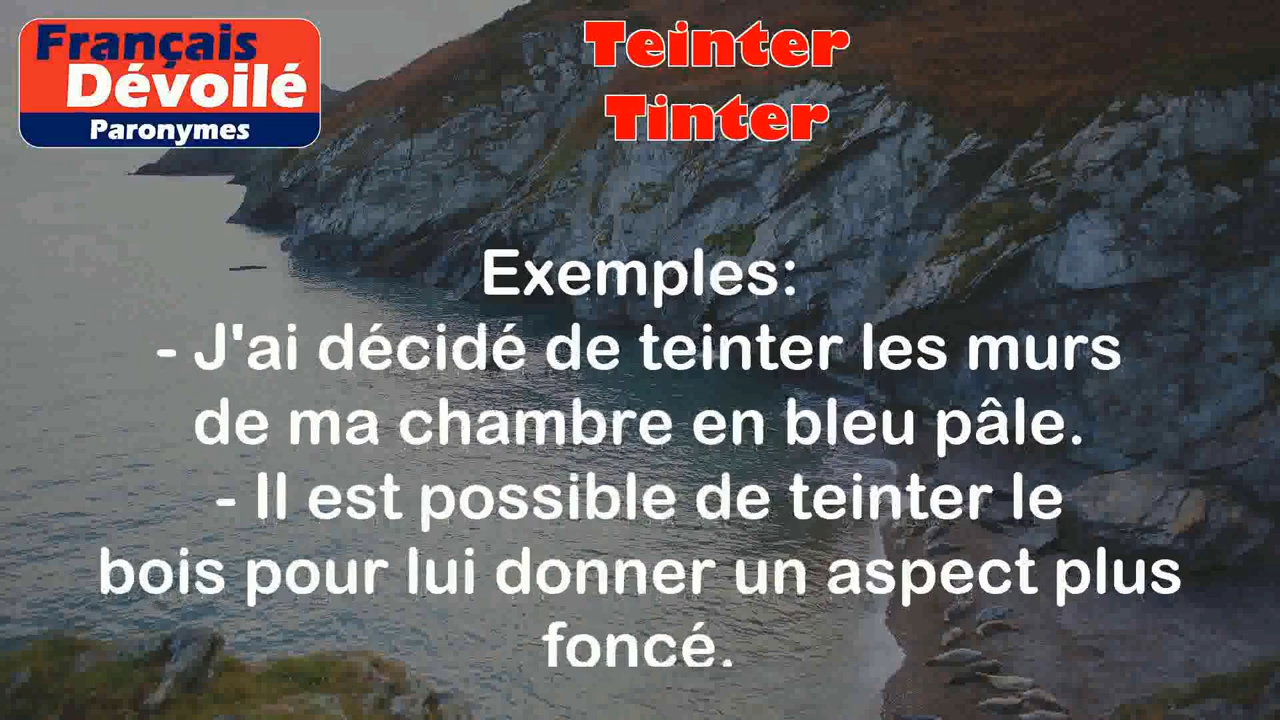 Français
Dévoilé
Paronymes
Teinter
Tinter
Exemples:
- J'ai décidé de teinter les murs
de ma chambre en bleu pâle.
- Il est possible de teinter le
bois pour lui donner un aspect plus
foncé.